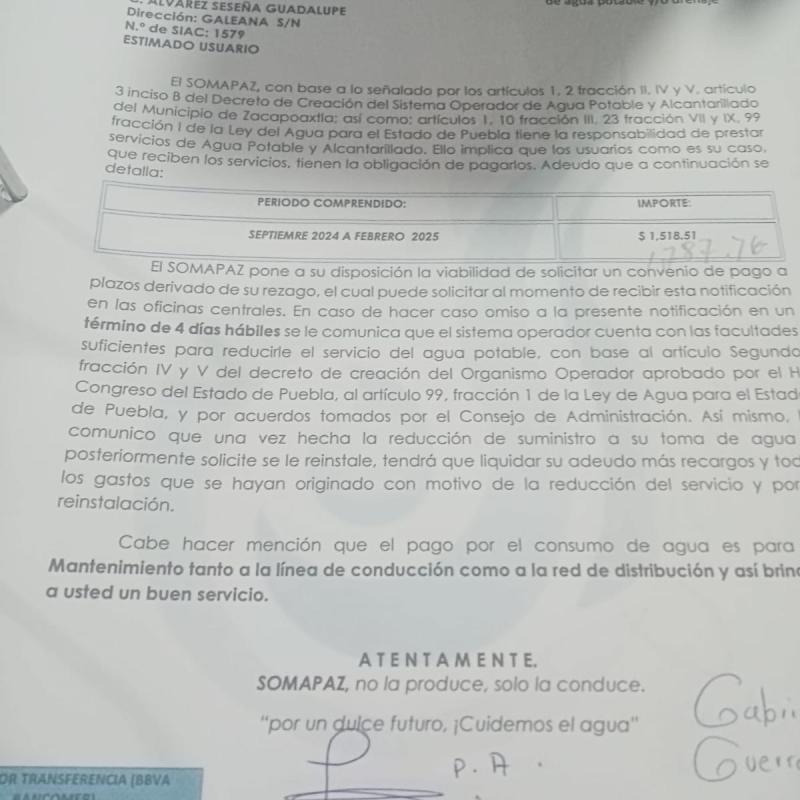 de agua potable y/o drenaje
C. ALVAREZ SESEÑA GUADALUPE
Dirección: GALEANA S/N
N.° de SIAC: 1579
ESTIMADO USUARIO
El SOMAPAZ, con base a lo señalado por los artículos 1, 2 fracción II, IV y V, artículo
3 inciso B del Decreto de Creación del Sistema Operador de Agua Potable y Alcantarillado
del Municipio de Zacapoaxtla; así como; artículos 1, 10 fracción III, 23 fracción VII y IX, 99
fracción I de la Ley del Agua para el Estado de Puebla tiene la responsabilidad de prestar
servicios de Agua Potable y Alcantarillado. Ello implica que los usuarios como es su caso,
que reciben los servicios, tienen la obligación de pagarlos. Adeudo que a continuación se
detalla:
PERIODO COMPRENDIDO: IMPORTE:
SEPTIEMRE 2024 A FEBRERO 2025 $ 1,518.51
1,787.76
El SOMAPAZ pone a su disposición la viabilidad de solicitar un convenio de pago a
plazos derivado de su rezago, el cual puede solicitar al momento de recibir esta notificación
en las oficinas centrales. En caso de hacer caso omiso a la presente notificación en un
término de 4 días hábiles se le comunica que el sistema operador cuenta con las facultades
suficientes para reducirle el servicio del agua potable, con base al artículo Segundo
fracción IV y V del decreto de creación del Organismo Operador aprobado por el H
Congreso del Estado de Puebla, al artículo 99, fracción 1 de la Ley de Agua para el Estad
de Puebla, y por acuerdos tomados por el Consejo de Administración. Asi mismo,
comunico que una vez hecha la reducción de suministro a su toma de agua
posteriormente solicite se le reinstale, tendrá que liquidar su adeudo más recargos y tod
los gastos que se hayan originado con motivo de la reducción del servicio y por
reinstalación.
Cabe hacer mención que el pago por el consumo de agua es para
Mantenimiento tanto a la línea de conducción como a la red de distribución y así brind
a usted un buen servicio.
ATENTAMENTE.
SOMAPAZ, no la produce, solo la conduce.
"por un dulce futuro, ¡Cuidemos el agua"
Gabri
Guerr
P. A.
OR TRANSFERENCIA (BBVA
BANCOMER)